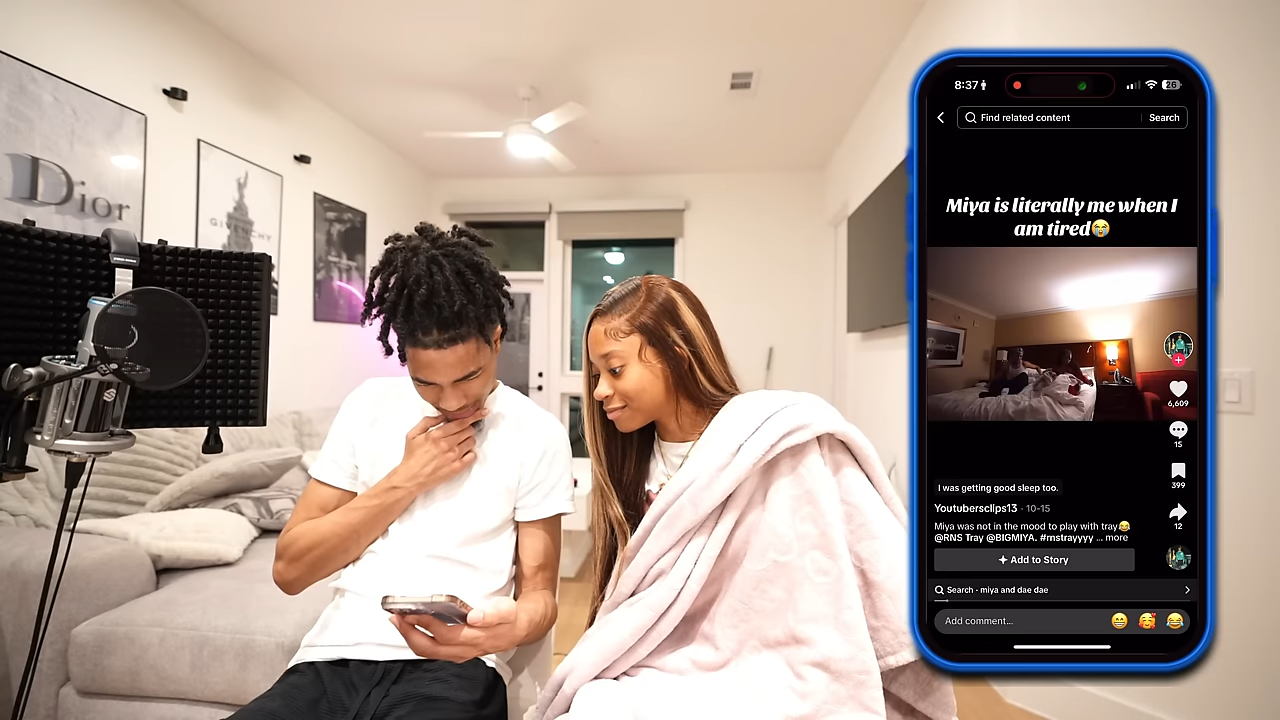 Dior
GIVENCHY
8:37
26
Find related content
Search
Miya is literally me when I
am tired😭
6,609
15
399
12
I was getting good sleep too.
Youtubersclips13 · 10-15
Miya was not in the mood to play with tray😂
@RNS Tray @BIGMIYA. #rnstrayyyy ... more
Add to Story
Search · miya and dae dae
Add comment...